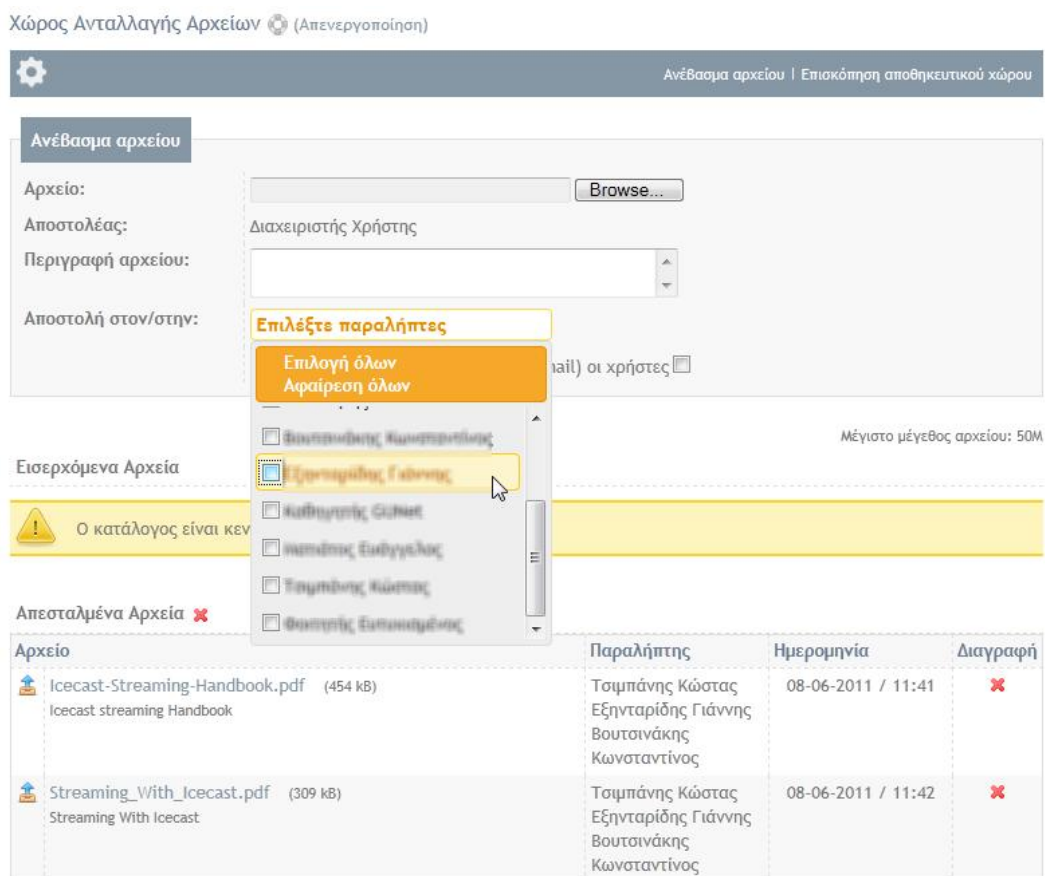 Χώρος Ανταλλαγής Αρχείων (Απενεργοποίηση)
Ανέβασμα αρχείου | Επισκόπηση αποθηκευτικού χώρου
Ανέβασμα αρχείου
Αρχείο: Browse...
Αποστολέας: Διαχειριστής Χρήστης
Περιγραφή αρχείου:
Αποστολή στον/στην: Επιλέξτε παραλήπτες
Επιλογή όλων
οι χρήστες
Αφαίρεση όλων
Μέγιστο μέγεθος αρχείου: 50M
Εισερχόμενα Αρχεία
Ο κατάλογος είναι
Απεσταλμένα Αρχεία
Αρχείο Παραλήπτης Ημερομηνία Διαγραφή
Icecast-Streaming-Handbook.pdf (454 kB) Τσιμπάνης Κώστας 08-06-2011 / 11:41
Icecast streaming Handbook Εξηνταρίδης Γιάννης
Βουτσινάκης
Κωνσταντίνος
Streaming_With_Icecast.pdf (309 kB) Τσιμπάνης Κώστας 08-06-2011 / 11:42
Streaming With Icecast Εξηνταρίδης Γιάννης
Βουτσινάκης
Κωνσταντίνος